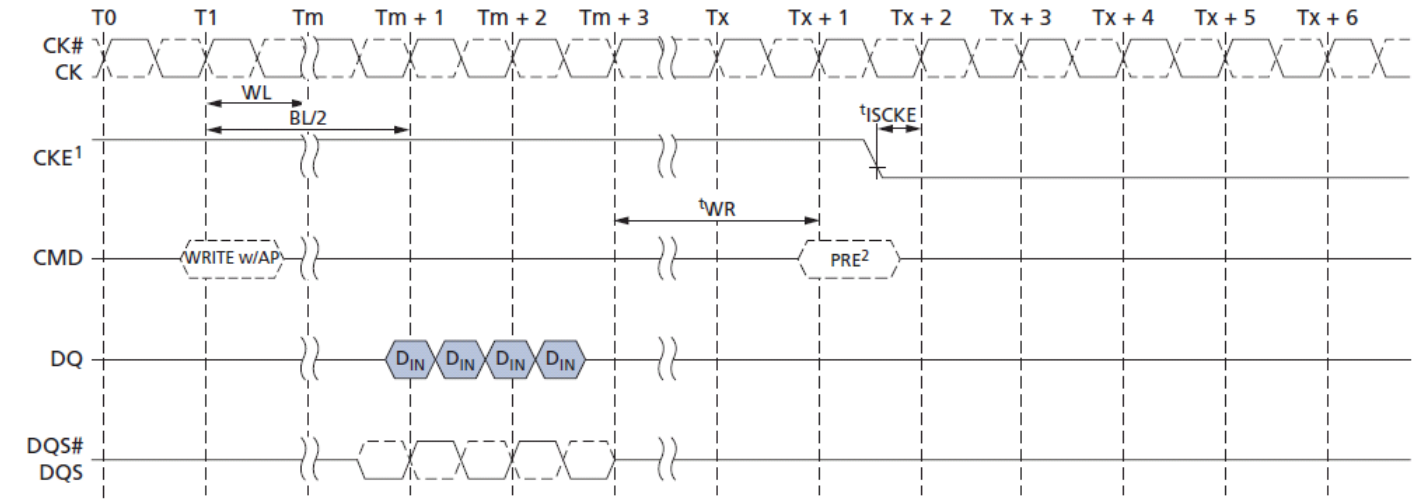 T0 T1 Tm Tm + 1 Tm + 2 Tm + 3 Tx Tx + 1 Tx + 2 Tx + 3 Tx + 4 Tx + 5 Tx + 6
CK#
CK
WL
BL/2
tISCKE
CKE1
tWR
CMD WRITE w/AP PRE2
DQ DIN DIN DIN DIN
DQS#
DQS